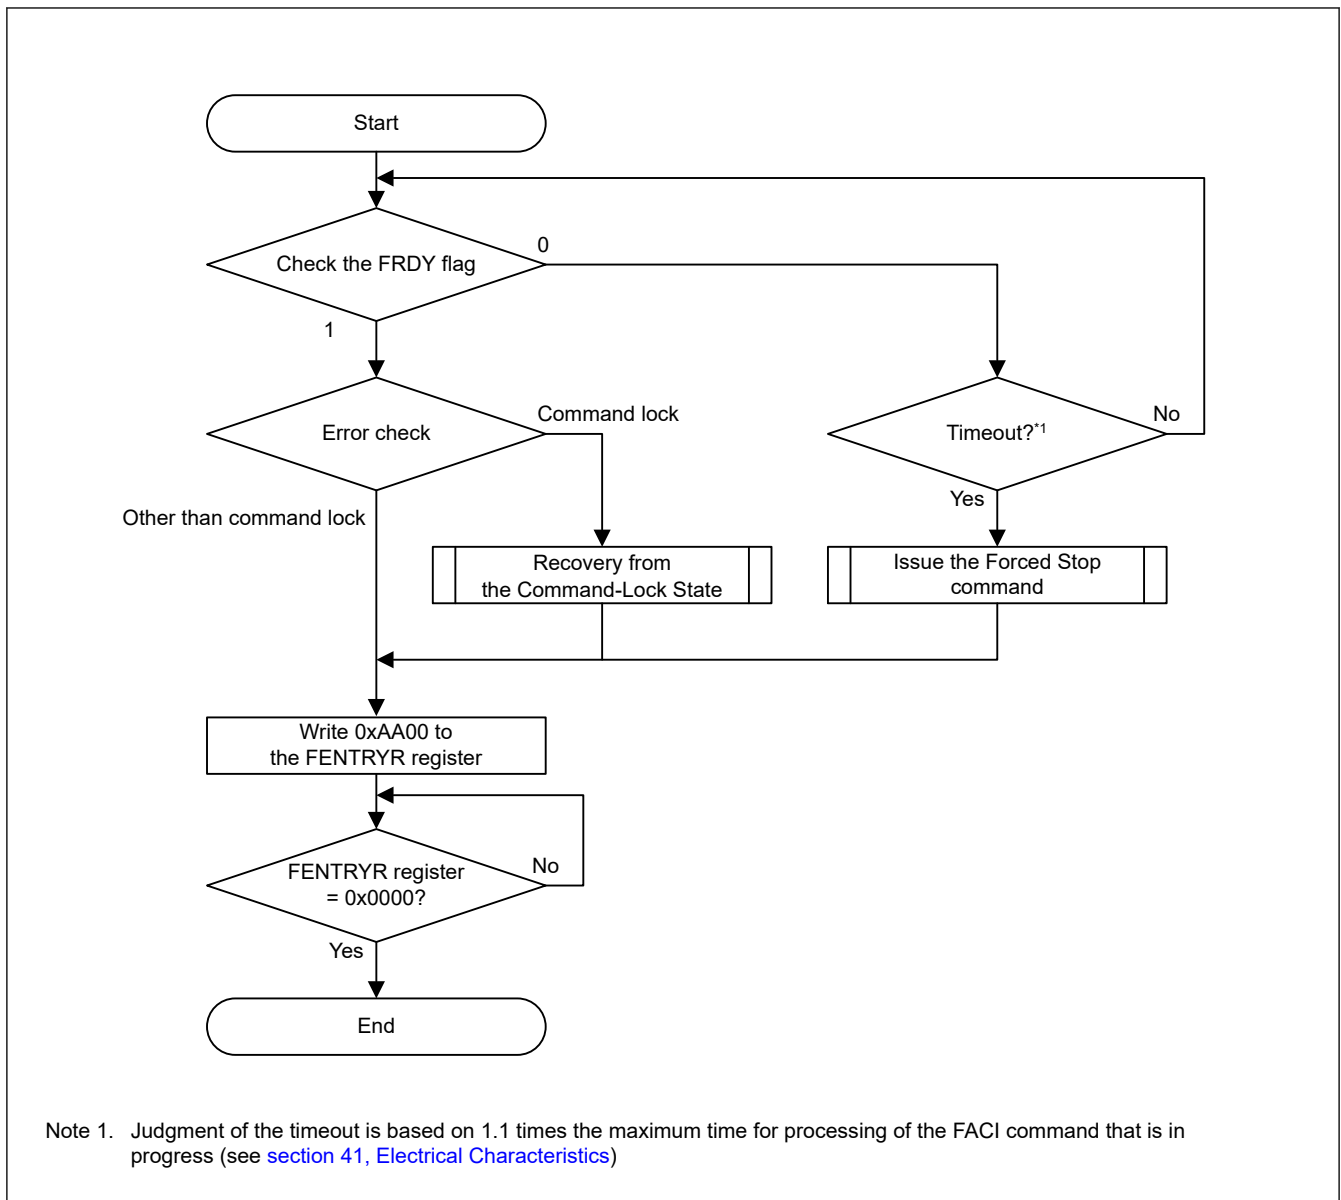 Start
Check the FRDY flag
0
1
Error check
Command lock
Timeout?*1
No
Other than command lock
Yes
Recovery from
the Command-Lock State
Issue the Forced Stop
command
Write 0xAA00 to
the FENTRYR register
FENTRYR register
= 0x0000?
No
Yes
End
Note 1. Judgment of the timeout is based on 1.1 times the maximum time for processing of the FACI command that is in
progress (see section 41, Electrical Characteristics)